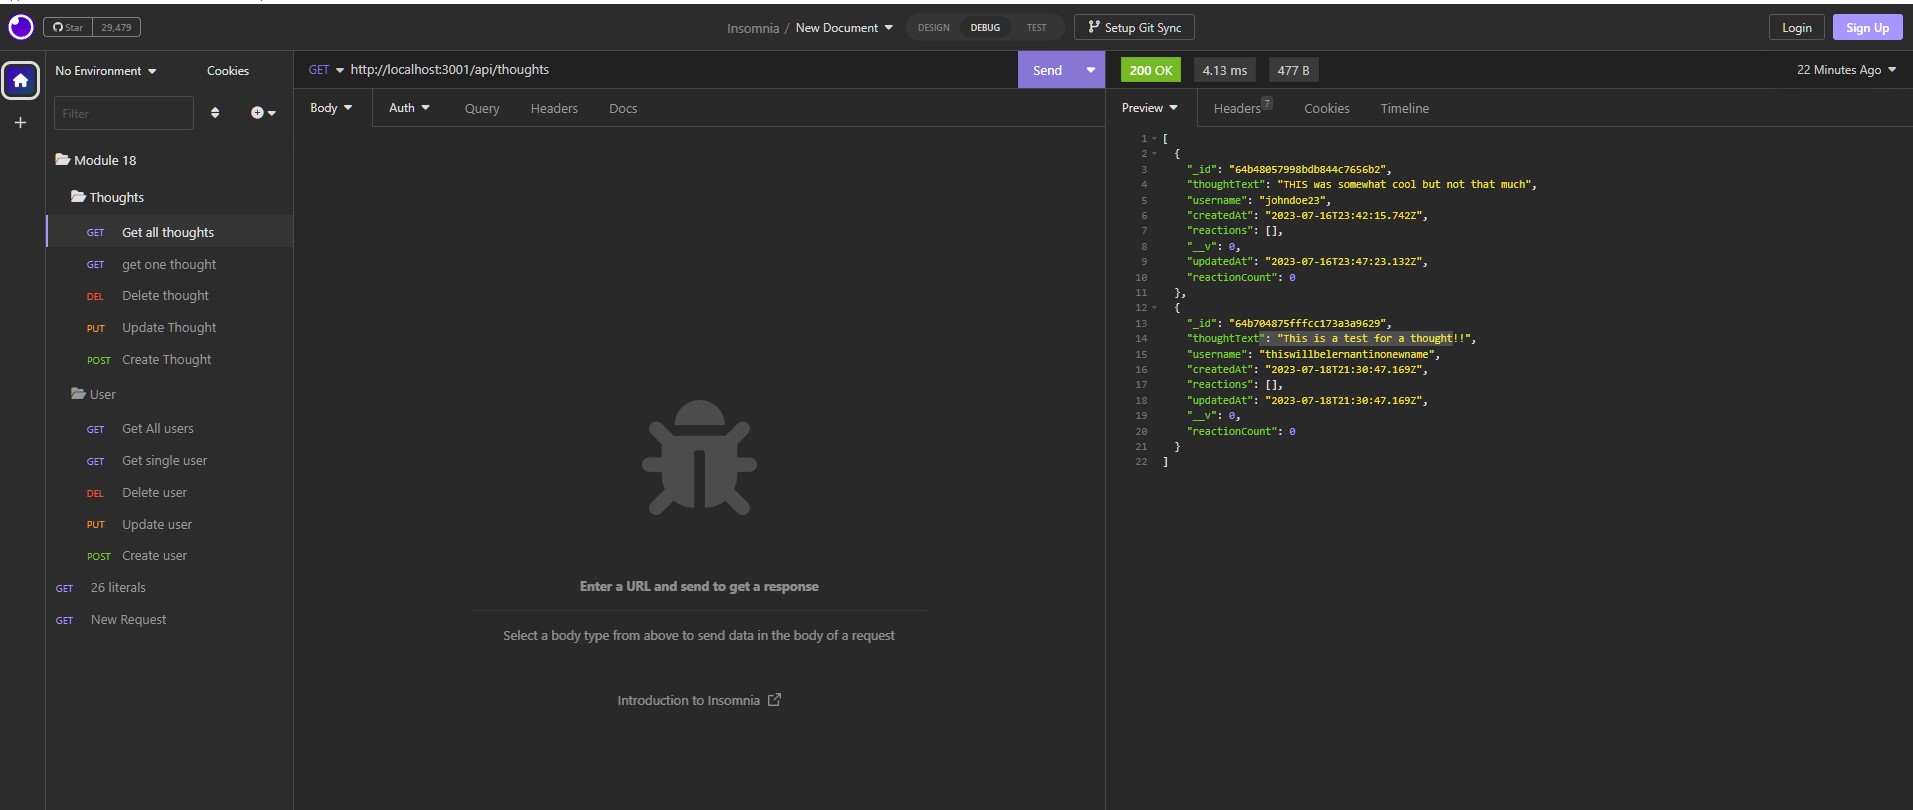 Star 29,479 Insomnia / New Document DESIGN DEBUG TEST Setup Git Sync Login Sign Up
No Environment Cookies
Filter
Module 18
Thoughts
GET Get all thoughts
GET get one thought
DEL Delete thought
PUT Update Thought
POST Create Thought
User
GET Get All users
GET Get single user
DEL Delete user
PUT Update user
POST Create user
GET 26 literals
GET New Request
GET http://localhost:3001/api/thoughts Send
Body Auth Query Headers Docs
Enter a URL and send to get a response
Select a body type from above to send data in the body of a request
Introduction to Insomnia
200 OK 4.13 ms 477 B 22 Minutes Ago
Preview Headers 7 Cookies Timeline
1 [
2 {
3 "_id": "64b48057998bdb844c7656b2",
4 "thoughtText": "THIS was somewhat cool but not that much",
5 "username": "johndoe23",
6 "createdAt": "2023-07-16T23:42:15.742Z",
7 "reactions": [],
8 "__v": 0,
9 "updatedAt": "2023-07-16T23:47:23.132Z",
10 "reactionCount": 0
11 },
12 {
13 "_id": "64b704875fffcc173a3a9629",
14 "thoughtText": "This is a test for a thought!!",
15 "username": "thiswillbelernantinonewname",
16 "createdAt": "2023-07-18T21:30:47.169Z",
17 "reactions": [],
18 "updatedAt": "2023-07-18T21:30:47.169Z",
19 "__v": 0,
20 "reactionCount": 0
21 }
22 ]